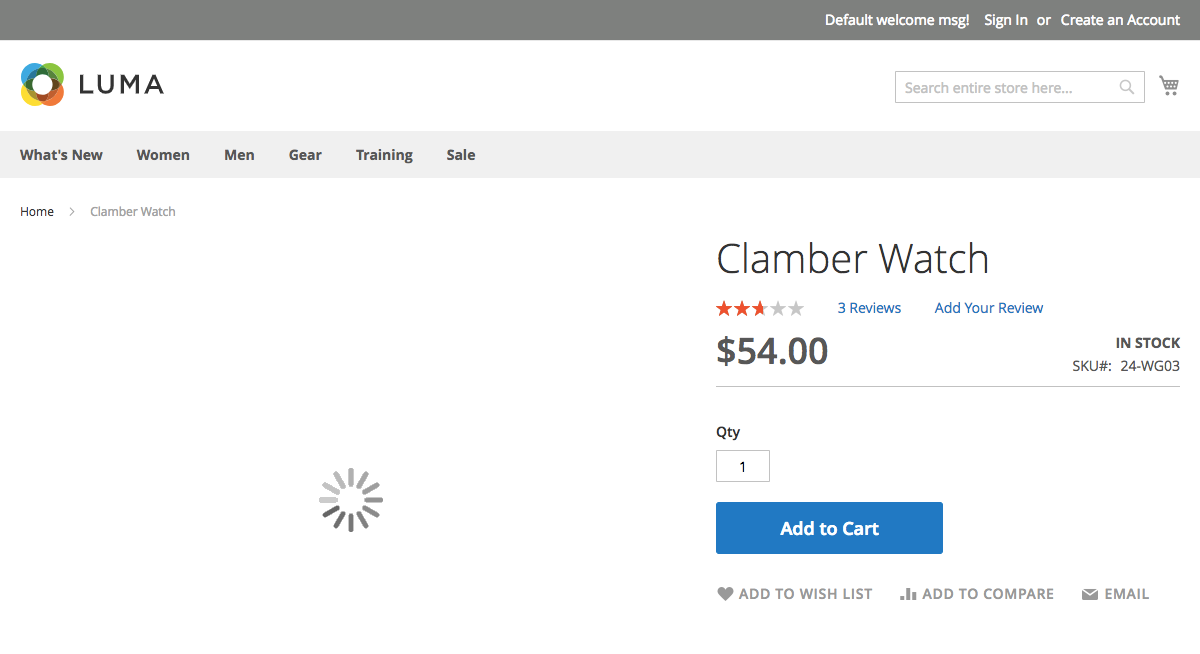 Default welcome msg! Sign In or Create an Account
LUMA
Search entire store here...
What's New Women Men Gear Training Sale
Home > Clamber Watch
Clamber Watch
3 Reviews Add Your Review
$54.00
IN STOCK
SKU#: 24-WG03
Qty
1
Add to Cart
ADD TO WISH LIST ADD TO COMPARE EMAIL